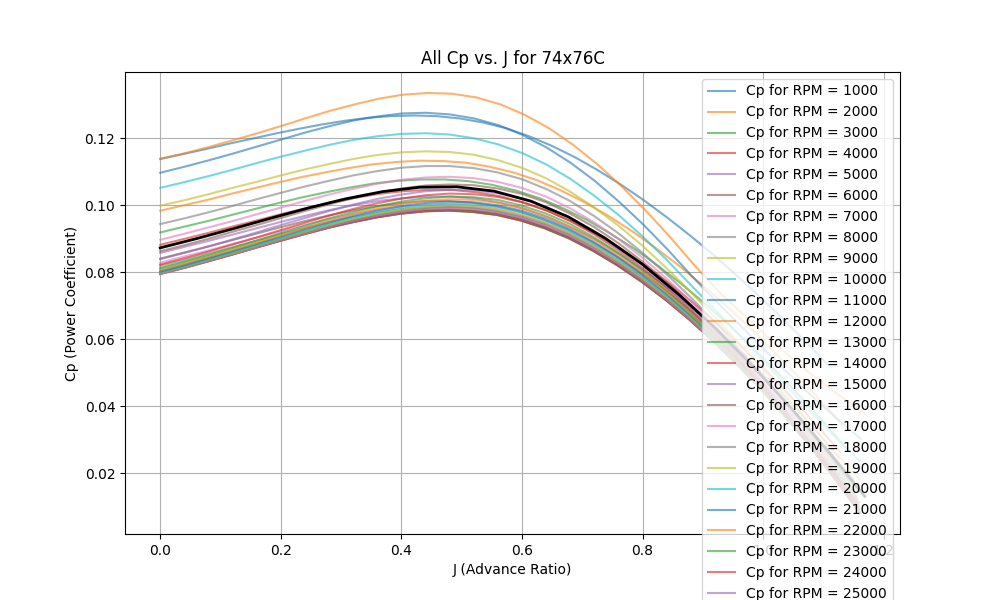 All Cp vs. J for 74x76C
Cp (Power Coefficient)
0.12
0.10
0.08
0.06
0.04
0.02
0.0
0.2
0.4
0.6
0.8
1.0
1.2
J (Advance Ratio)
Cp for RPM = 1000
Cp for RPM = 2000
Cp for RPM = 3000
Cp for RPM = 4000
Cp for RPM = 5000
Cp for RPM = 6000
Cp for RPM = 7000
Cp for RPM = 8000
Cp for RPM = 9000
Cp for RPM = 10000
Cp for RPM = 11000
Cp for RPM = 12000
Cp for RPM = 13000
Cp for RPM = 14000
Cp for RPM = 15000
Cp for RPM = 16000
Cp for RPM = 17000
Cp for RPM = 18000
Cp for RPM = 19000
Cp for RPM = 20000
Cp for RPM = 21000
Cp for RPM = 22000
Cp for RPM = 23000
Cp for RPM = 24000
Cp for RPM = 25000